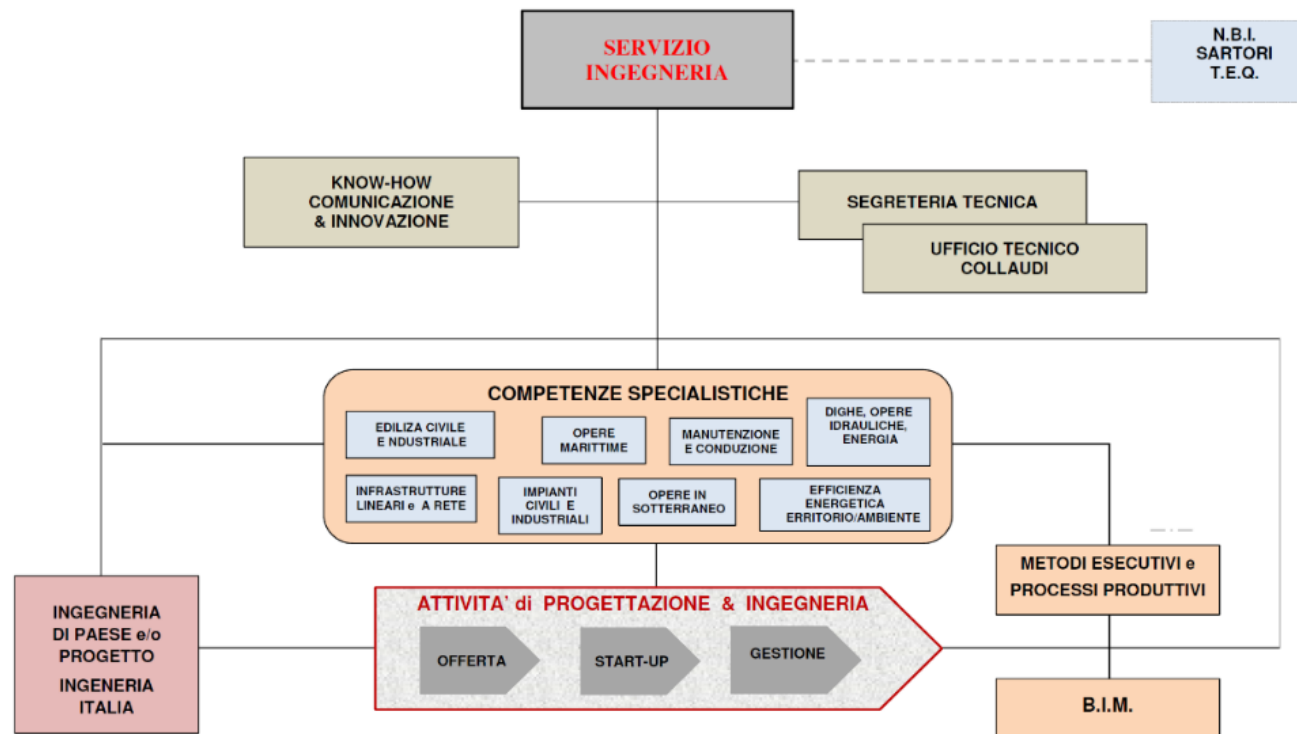 SERVIZIO
INGEGNERIA
N.B.I.
SARTORI
T.E.Q.
KNOW-HOW
COMUNICAZIONE
& INNOVAZIONE
SEGRETERIA TECNICA
UFFICIO TECNICO
COLLAUDI
COMPETENZE SPECIALISTICHE
EDILIZA CIVILE
E NDUSTRIALE
OPERE
MARITTIME
MANUTENZIONE
E CONDUZIONE
DIGHE, OPERE
IDRAULICHE,
ENERGIA
INFRASTRUTTURE
LINEARI e A RETE
IMPIANTI
CIVILI E
INDUSTRIALI
OPERE IN
SOTTERRANEO
EFFICIENZA
ENERGETICA
ERRITORIO/AMBIENTE
METODI ESECUTIVI e
PROCESSI PRODUTTIVI
INGEGNERIA
DI PAESE e/o
PROGETTO
INGENERIA
ITALIA
ATTIVITA' di PROGETTAZIONE & INGEGNERIA
OFFERTA
START-UP
GESTIONE
B.I.M.